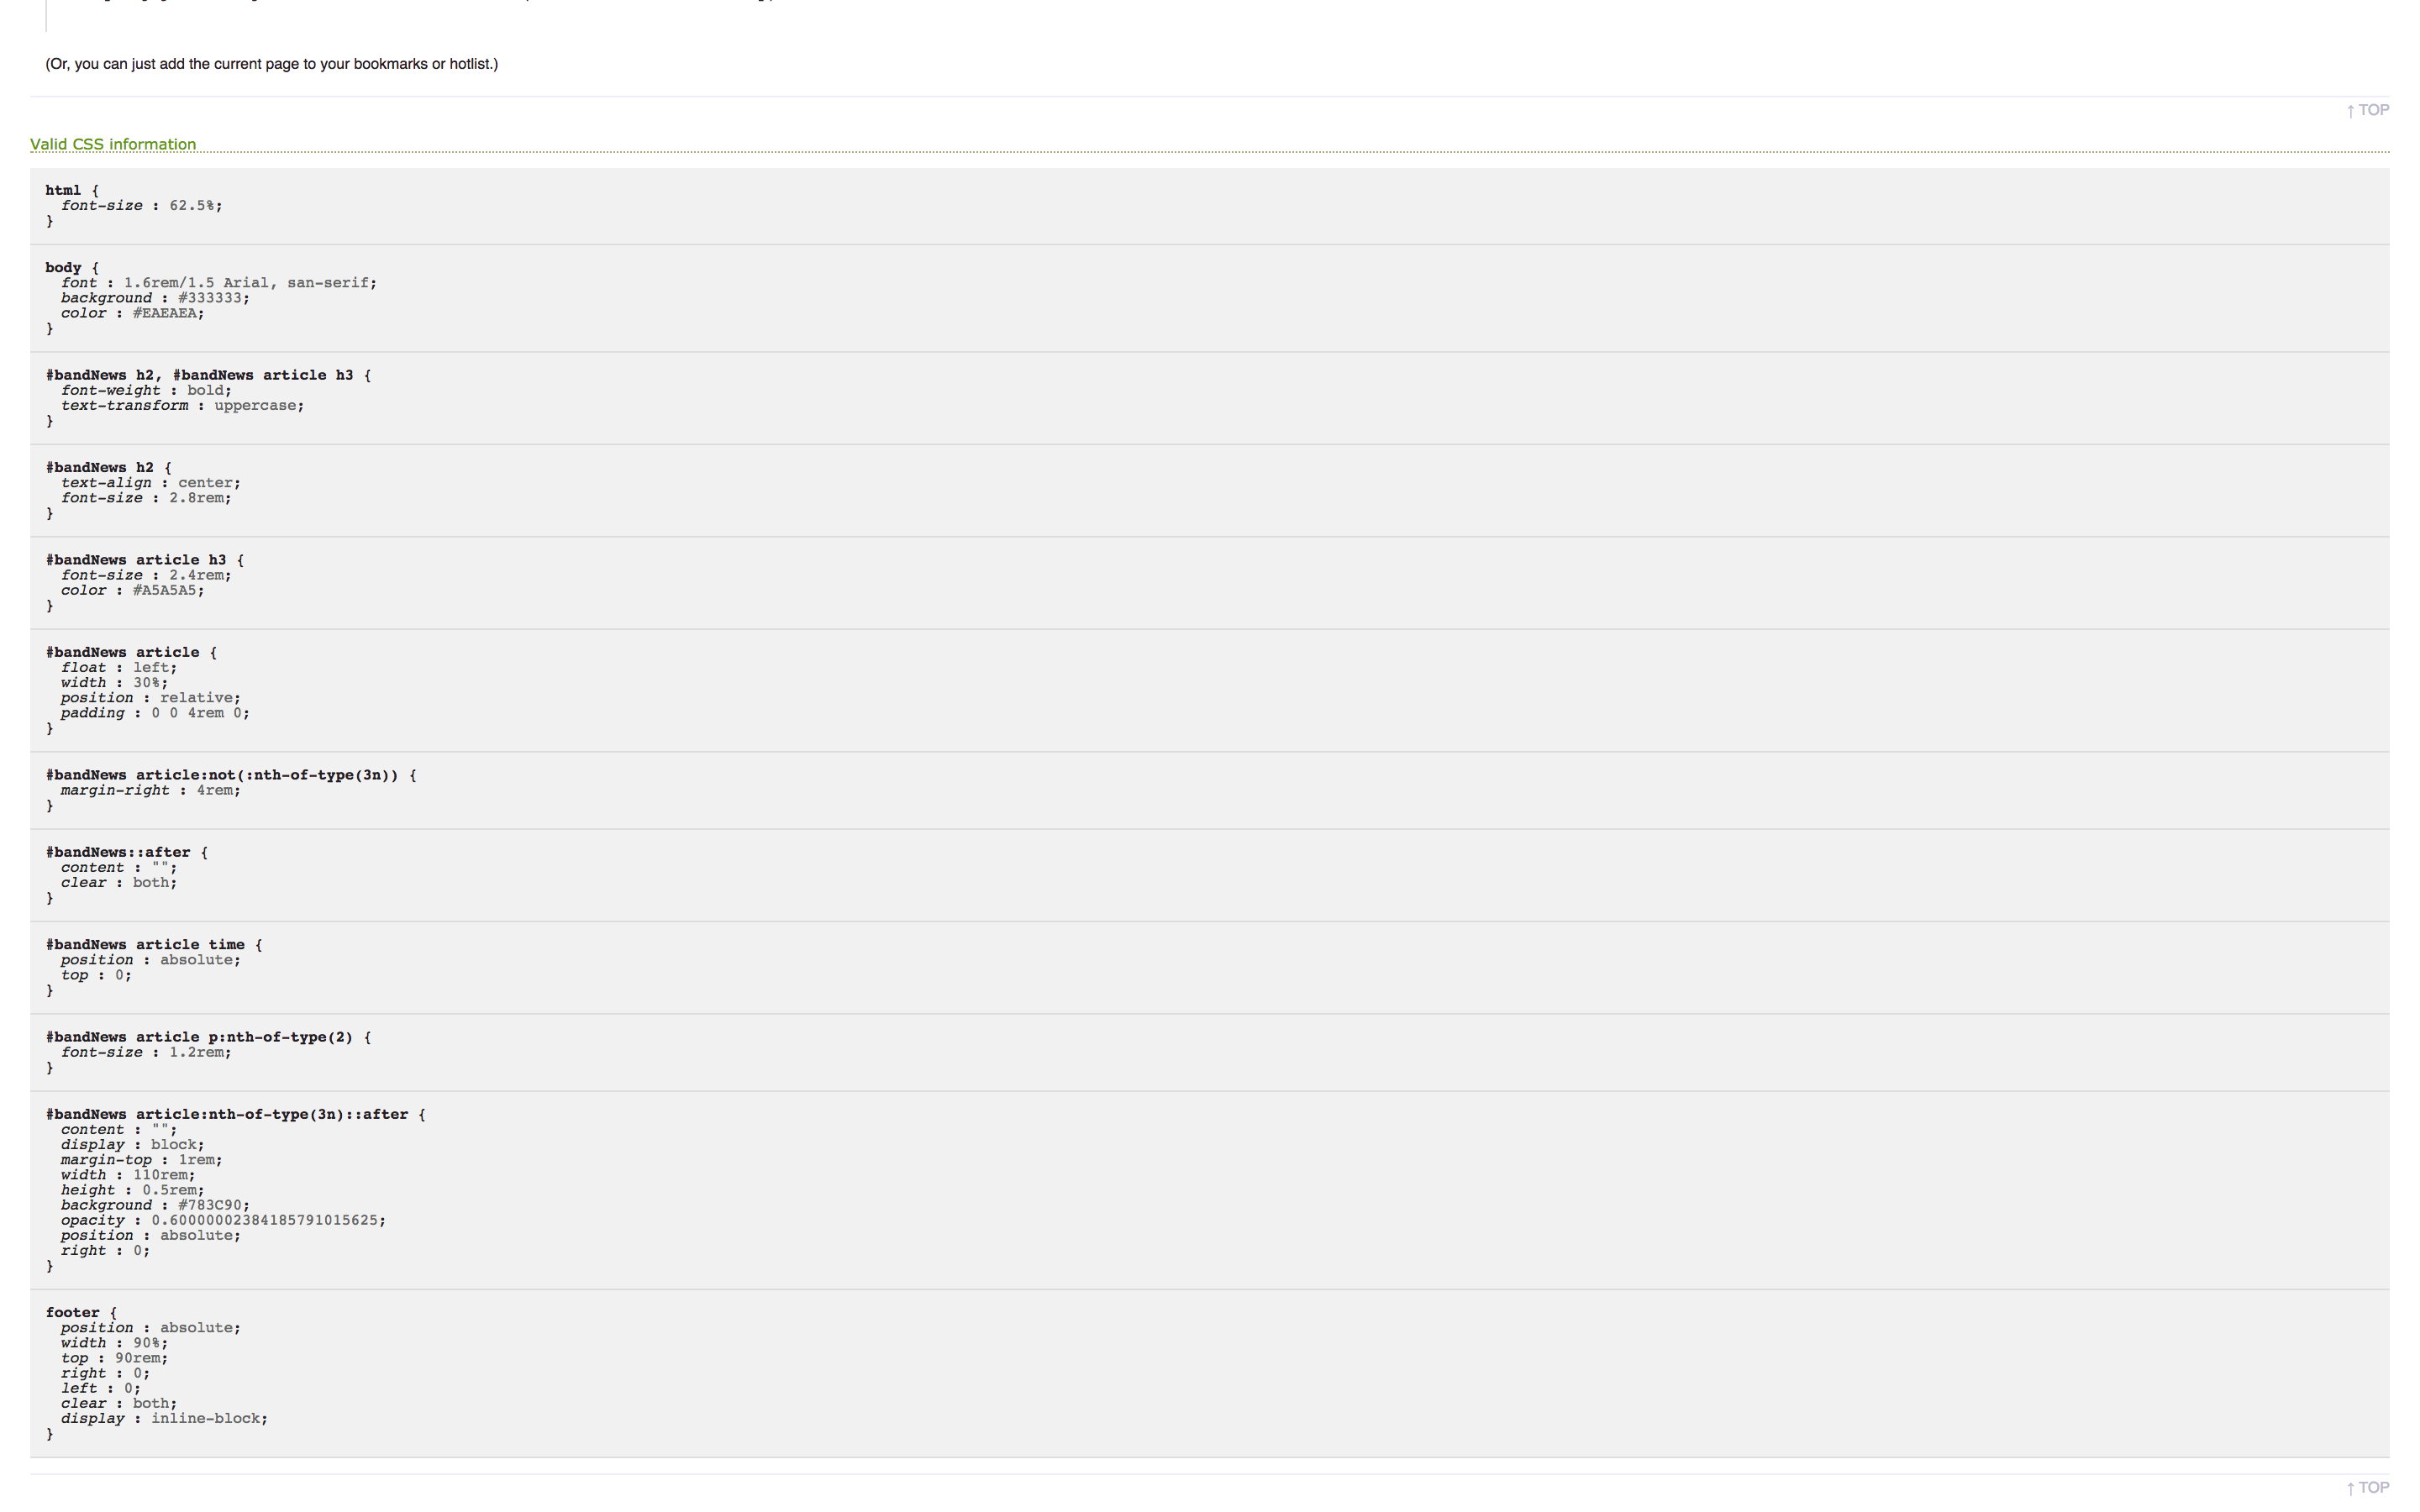 (Or, you can just add the current page to your bookmarks or hotlist.)
↑ TOP
Valid CSS information
html {
font-size : 62.5%;
}
body {
font : 1.6rem/1.5 Arial, san-serif;
background : #333333;
color : #EAEAEA;
}
#bandNews h2, #bandNews article h3 {
font-weight : bold;
text-transform : uppercase;
}
#bandNews h2 {
text-align : center;
font-size : 2.8rem;
}
#bandNews article h3 {
font-size : 2.4rem;
color : #A5A5A5;
}
#bandNews article {
float : left;
width : 30%;
position : relative;
padding : 0 0 4rem 0;
}
#bandNews article:not(:nth-of-type(3n)) {
margin-right : 4rem;
}
#bandNews::after {
content : "";
clear : both;
}
#bandNews article time {
position : absolute;
top : 0;
}
#bandNews article p:nth-of-type(2) {
font-size : 1.2rem;
}
#bandNews article:nth-of-type(3n)::after {
content : "";
display : block;
margin-top : 1rem;
width : 110rem;
height : 0.5rem;
background : #783C90;
opacity : 0.60000002384185791015625;
position : absolute;
right : 0;
}
footer {
position : absolute;
width : 90%;
top : 90rem;
right : 0;
left : 0;
clear : both;
display : inline-block;
}
↑ TOP